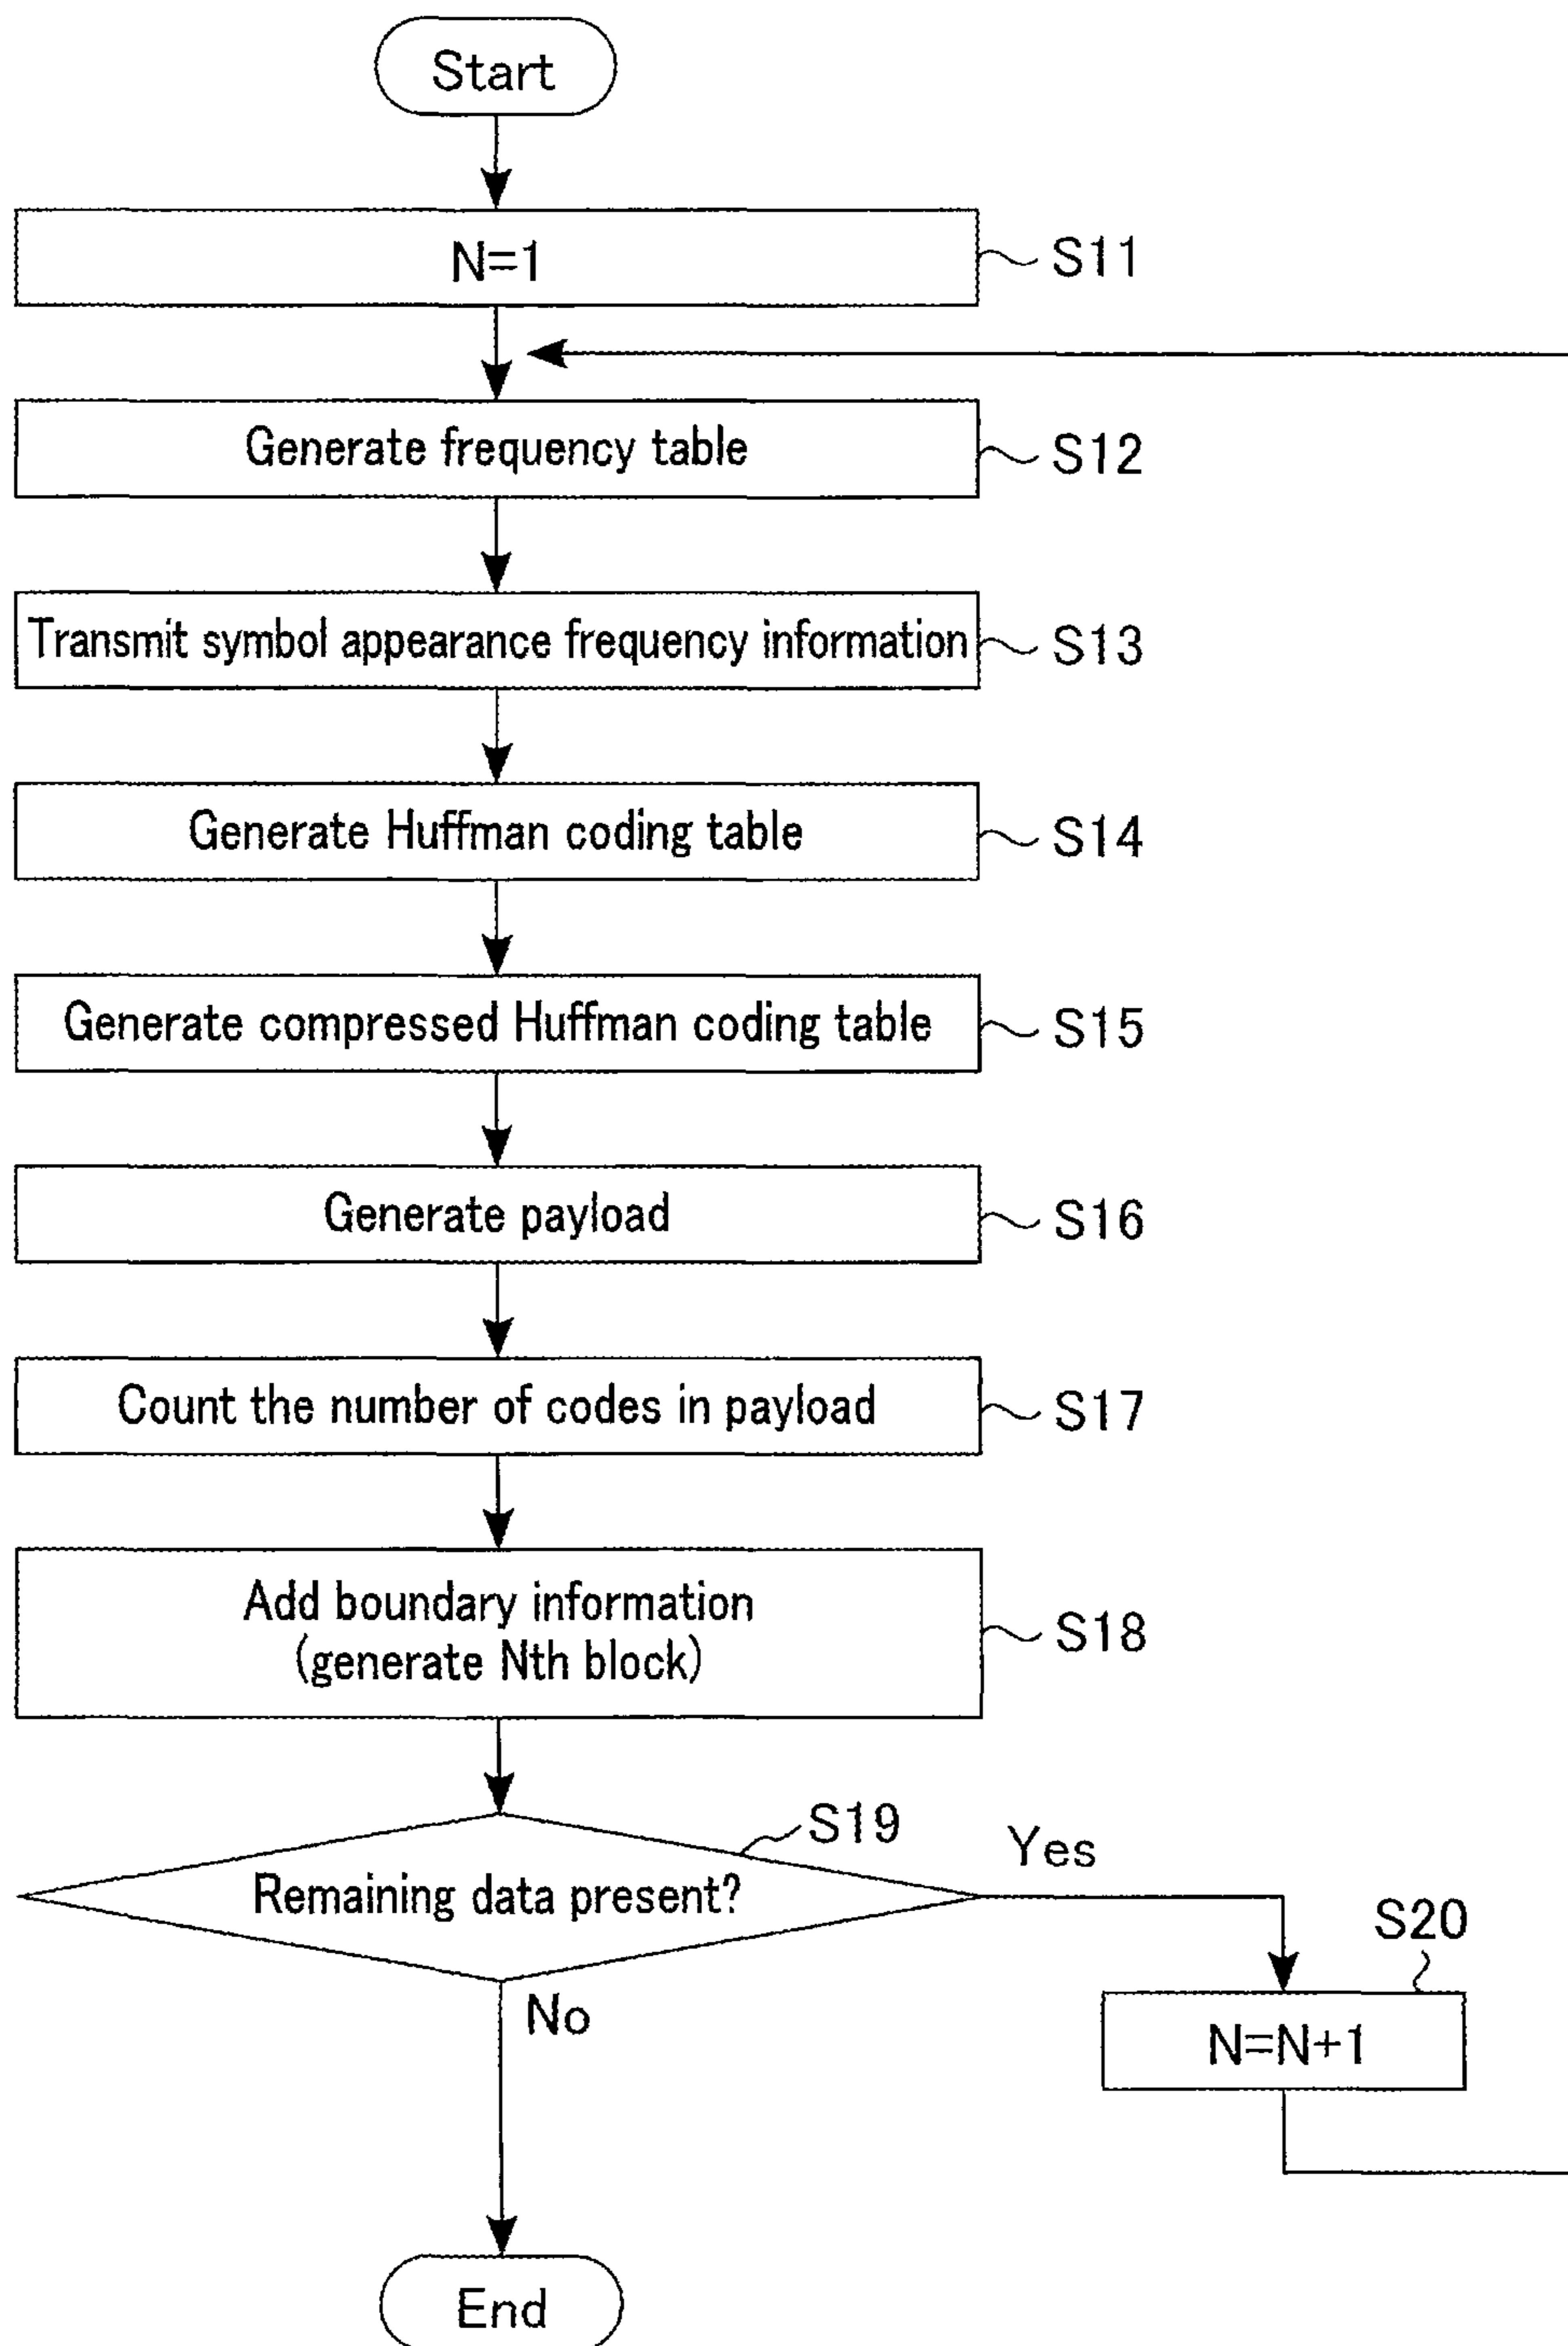 Start
N=1
S11
Generate frequency table
S12
Transmit symbol appearance frequency information
S13
Generate Huffman coding table
S14
Generate compressed Huffman coding table
S15
Generate payload
S16
Count the number of codes in payload
S17
Add boundary information
(generate Nth block)
S18
S19
Remaining data present?
Yes
S20
No
N=N+1
End